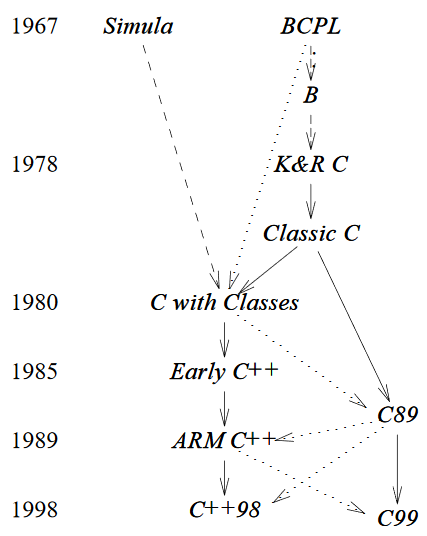 1967 Simula BCPL
B
1978 K&R C
Classic C
1980 C with Classes
1985 Early C++
C89
1989 ARM C++
1998 C++98
C99